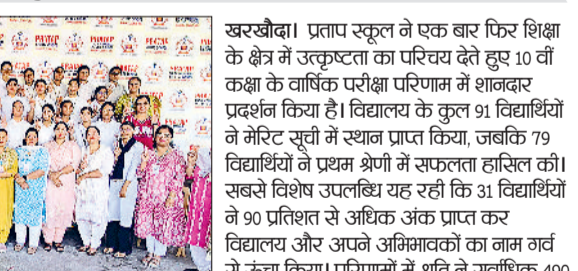 खरखौदा। प्रताप स्कूल ने एक बार फिर शिक्षा
के क्षेत्र में उत्कृष्टता का परिचय देते हुए 10 वीं
कक्षा के वार्षिक परीक्षा परिणाम में शानदार
प्रदर्शन किया है। विद्यालय के कुल 91 विद्यार्थियों
ने मेरिट सूची में स्थान प्राप्त किया, जबकि 79
विद्यार्थियों ने प्रथम श्रेणी में सफलता हासिल की।
सबसे विशेष उपलब्धि यह रही कि 31 विद्यार्थियों
ने 90 प्रतिशत से अधिक अंक प्राप्त कर
विद्यालय और अपने अभिभावकों का नाम गर्व
से ऊंचा किया। परिणामों में